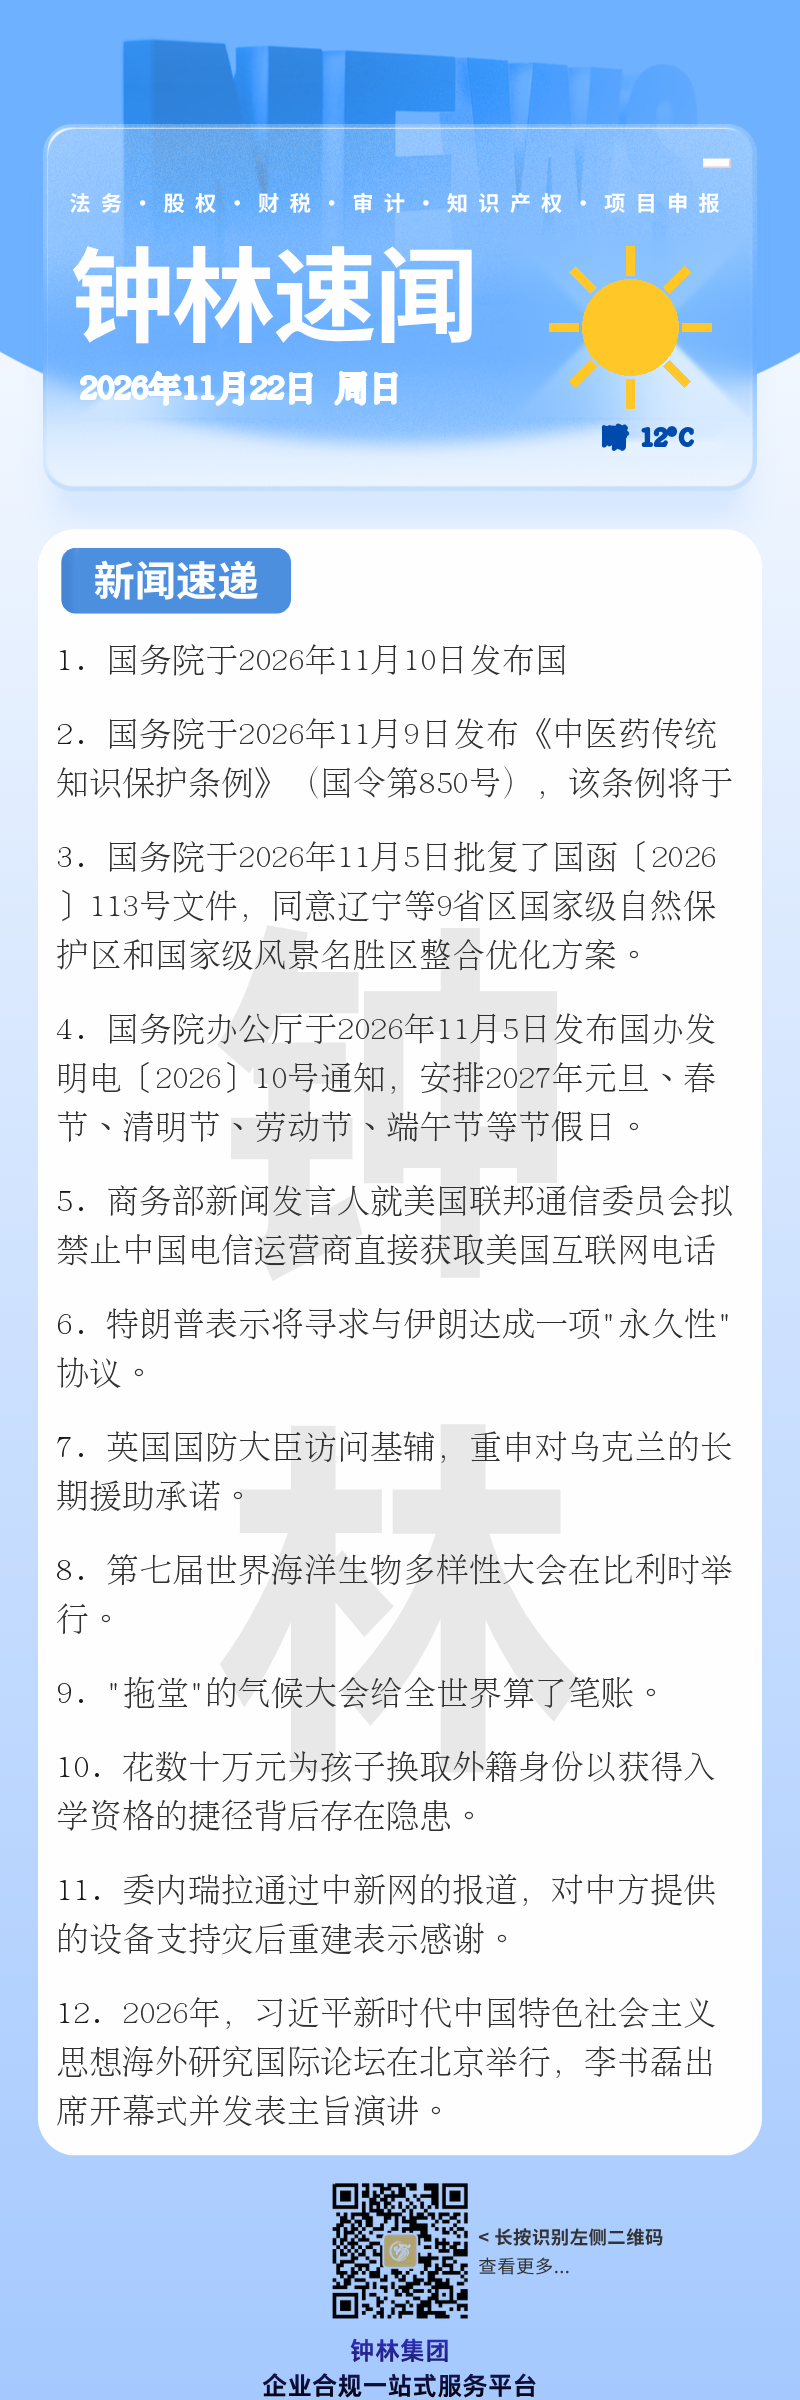 NEWS
法务·股权·财税·审计·知识产权·项目申报
钟林速闻
2026年11月22日 周日
晴 12°C
新闻速递
1. 国务院于2026年11月10日发布国
2. 国务院于2026年11月9日发布《中医药传统
知识保护条例》（国令第850号），该条例将于
3. 国务院于2026年11月5日批复了国函〔2026
〕113号文件，同意辽宁等9省区国家级自然保
护区和国家级风景名胜区整合优化方案。
4. 国务院办公厅于2026年11月5日发布国办发
明电〔2026〕10号通知，安排2027年元旦、春
节、清明节、劳动节、端午节等节假日。
5. 商务部新闻发言人就美国联邦通信委员会拟
禁止中国电信运营商直接获取美国互联网电话
6. 特朗普表示将寻求与伊朗达成一项"永久性"
协议。
7. 英国国防大臣访问基辅，重申对乌克兰的长
期援助承诺。
8. 第七届世界海洋生物多样性大会在比利时举
行。
9. "拖堂"的气候大会给全世界算了笔账。
10. 花数十万元为孩子换取外籍身份以获得入
学资格的捷径背后存在隐患。
11. 委内瑞拉通过中新网的报道，对中方提供
的设备支持灾后重建表示感谢。
12. 2026年，习近平新时代中国特色社会主义
思想海外研究国际论坛在北京举行，李书磊出
席开幕式并发表主旨演讲。
钟
林
< 长按识别左侧二维码
查看更多...
钟林集团
企业合规一站式服务平台